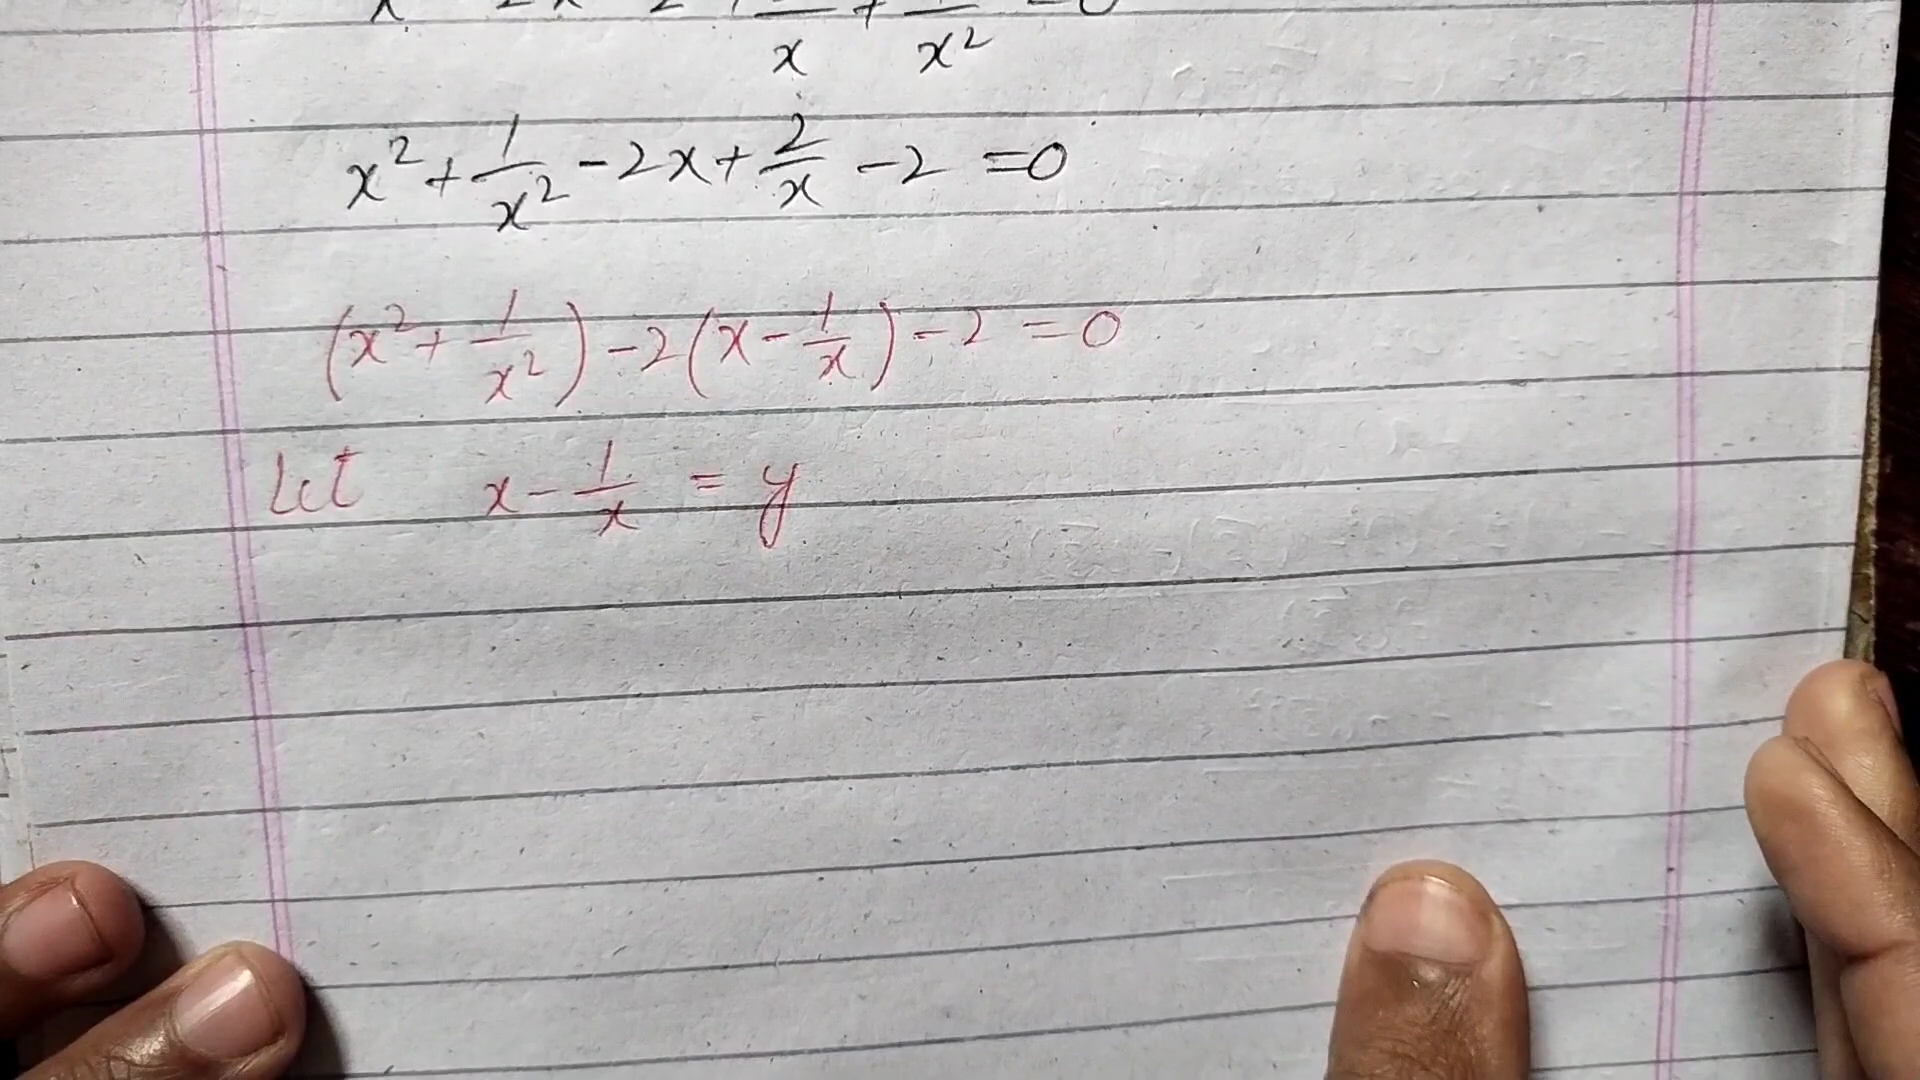 x² + 1/x² - 2x + 2/x - 2 = 0
(x² + 1/x²) - 2(x - 1/x) - 2 = 0
Let x - 1/x = y